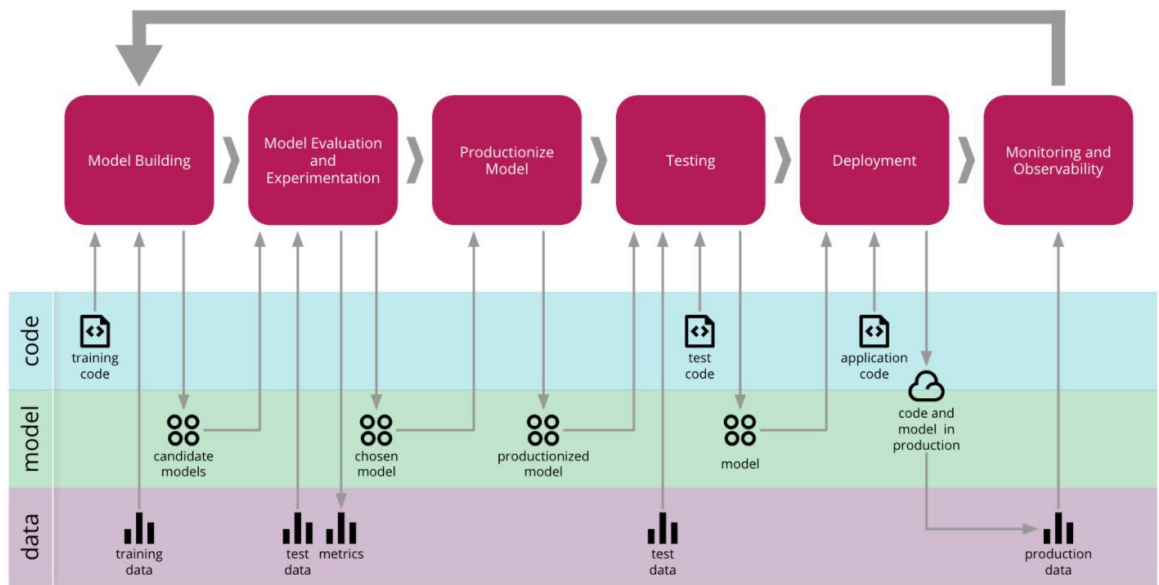 Model Building
Model Evaluation
and
Experimentation
Productionize
Model
Testing
Deployment
Monitoring and
Observability
code
training
code
test
code
application
code
model
candidate
models
chosen
model
productionized
model
model
code and
model in
production
data
training
data
test
data
metrics
test
data
production
data